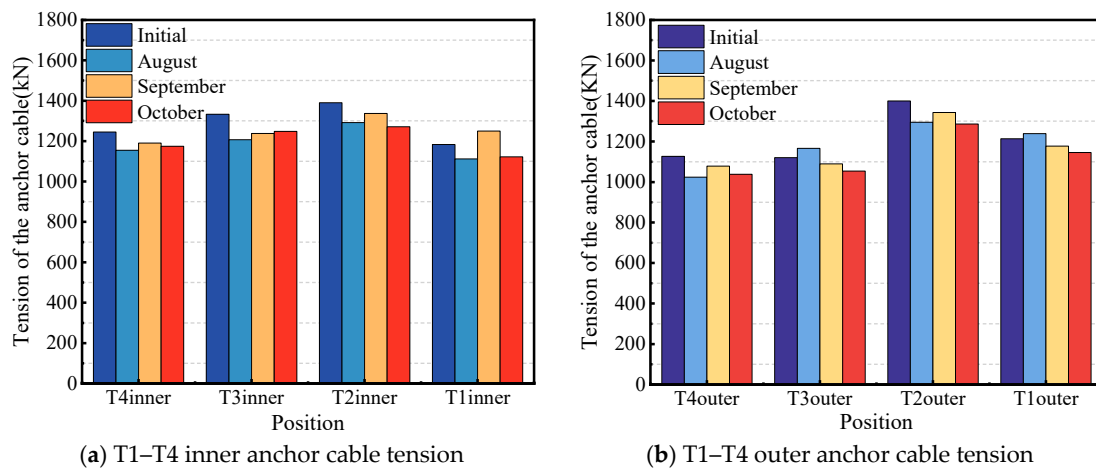 Tension of the anchor cable(kN)
1800
1600
1400
1200
1000
800
600
400
200
0
Initial
August
September
October
T4inner T3inner T2inner T1inner
Position
(a) T1–T4 inner anchor cable tension
Tension of the anchor cable(KN)
1800
1600
1400
1200
1000
800
600
400
200
0
Initial
August
September
October
T4outer T3outer T2outer T1outer
Position
(b) T1–T4 outer anchor cable tension